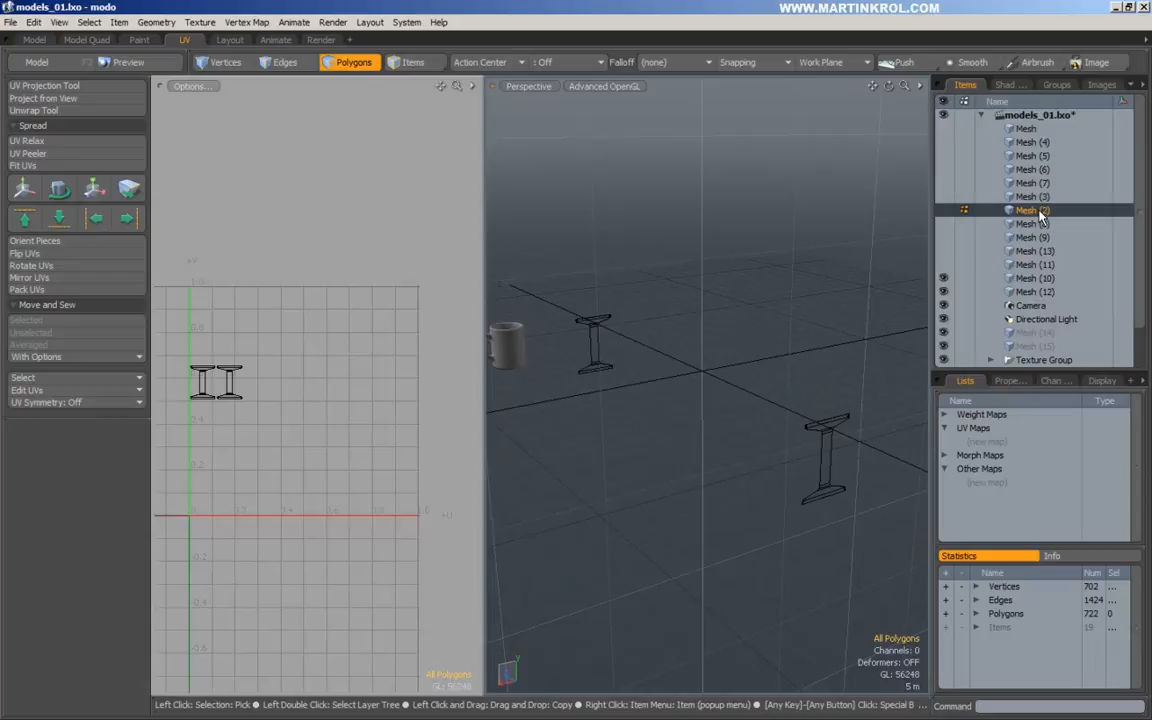 models_01.lxo* - modo
WWW.MARTINKROL.COM
File Edit View Select Item Geometry Texture Vertex Map Animate Render Layout System Help
Model Model Quad Paint UV Layout Animate Render +
Model F2 Preview Vertices Edges Polygons Items Action Center : Off Falloff (none) Snapping Work Plane Push Smooth Airbrush Image
UV Projection Tool
Project from View
Unwrap Tool
Spread
UV Relax
UV Peeler
Fit UVs
Orient Pieces
Flip UVs
Rotate UVs
Mirror UVs
Pack UVs
Move and Sew
Selected
Unselected
Averaged
With Options
Select
Edit UVs
UV Symmetry: Off
Options...
+V
+U
All Polygons
GL: 56248
Perspective Advanced OpenGL
All Polygons
Channels: 0
Deformers: OFF
GL: 56248
5 m
Items Shad ... Groups Images
Name
models_01.lxo*
Mesh
Mesh (4)
Mesh (5)
Mesh (6)
Mesh (7)
Mesh (3)
Mesh (2)
Mesh
Mesh (9)
Mesh (13)
Mesh (11)
Mesh (10)
Mesh (12)
Camera
Directional Light
Mesh (14)
Mesh (15)
Texture Group
Lists Prope... Chan ... Display +
Name Type
Weight Maps
UV Maps
(new map)
Morph Maps
Other Maps
(new map)
Statistics Info
+ - Name Num Sel
+ - Vertices 702 ...
+ - Edges 1424 ...
+ - Polygons 722 0
+ - Items 19 ...
Left Click: Selection: Pick ● Left Double Click: Select Layer Tree ● Left Click and Drag: Drag: Copy ● Right Click: Item Menu: Item (popup menu) ● [Any Key]-[Any Button] Click: Special B ...
Command